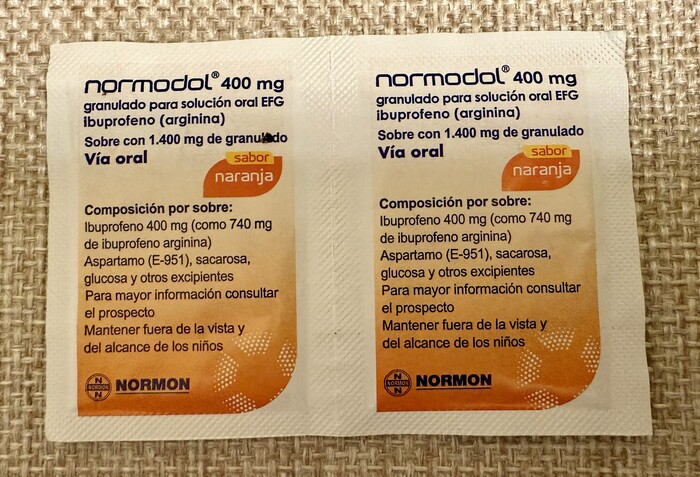 normodol® 400 mg
granulado para solución oral EFG
ibuprofeno (arginina)
Sobre con 1.400 mg de granulado
Vía oral
sabor
naranja
Composición por sobre:
Ibuprofeno 400 mg (como 740 mg
de ibuprofeno arginina)
Aspartamo (E-951), sacarosa,
glucosa y otros excipientes
Para mayor información consultar
el prospecto
Mantener fuera de la vista y
del alcance de los niños
N
NORMON
N
NORMON
normodol® 400 mg
granulado para solución oral EFG
ibuprofeno (arginina)
Sobre con 1.400 mg de granulado
Vía oral
sabor
naranja
Composición por sobre:
Ibuprofeno 400 mg (como 740 mg
de ibuprofeno arginina)
Aspartamo (E-951), sacarosa,
glucosa y otros excipientes
Para mayor información consultar
el prospecto
Mantener fuera de la vista y
del alcance de los niños
N
NORMON
N
NORMON